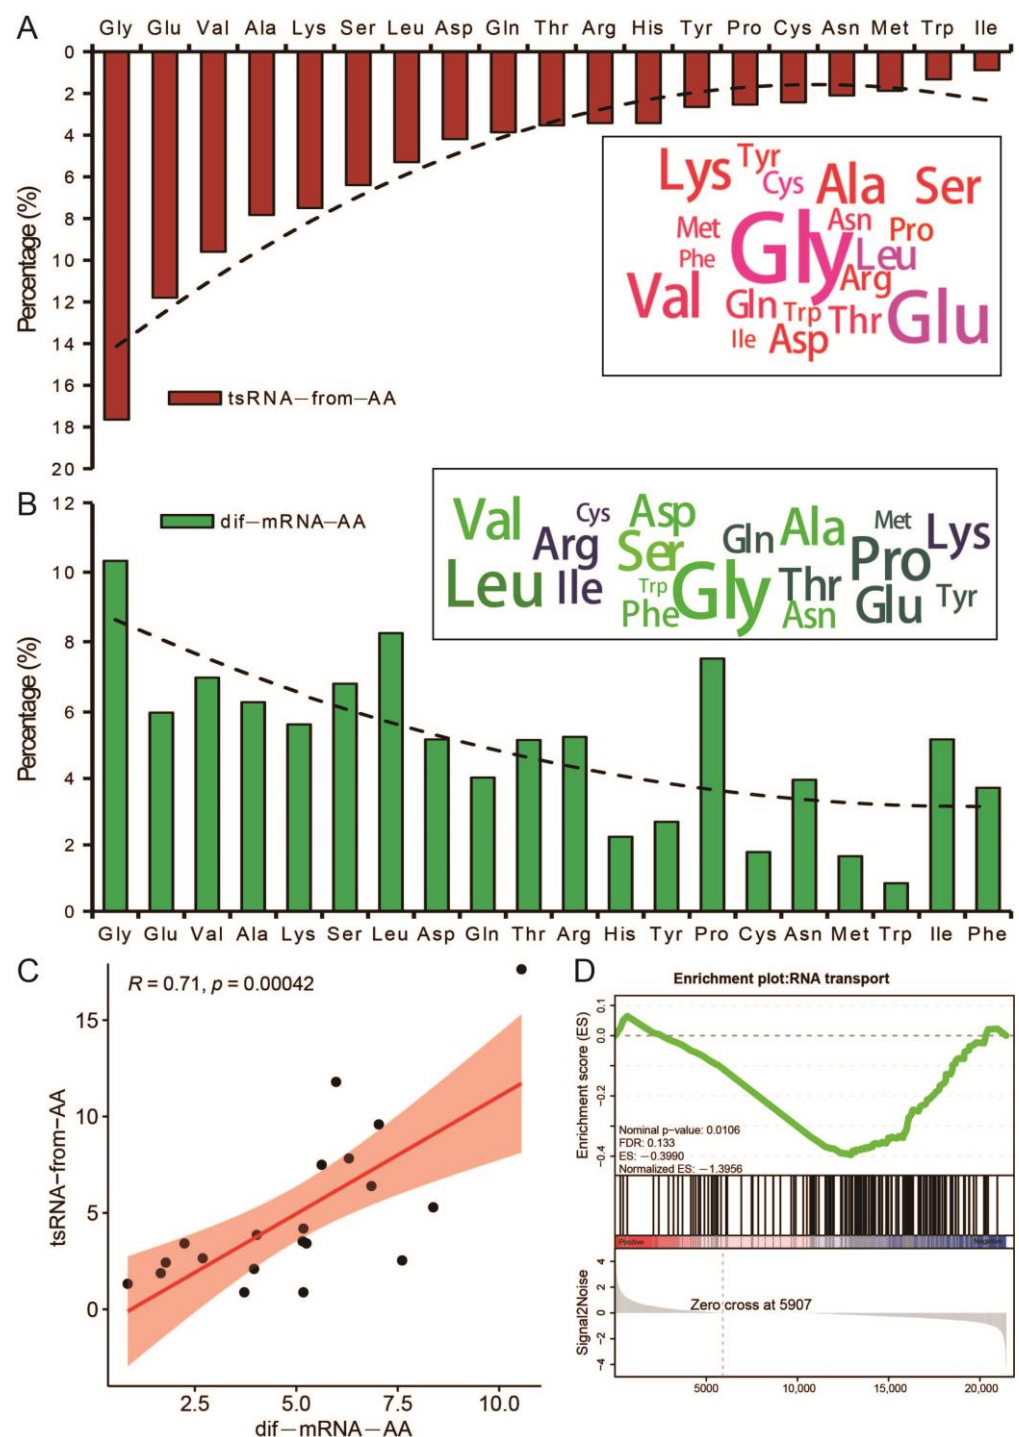 A
Gly Glu Val Ala Lys Ser Leu Asp Gln Thr Arg His Tyr Pro Cys Asn Met Trp Ile
0
2
4
6
8
10
12
14
16
18
20
Percentage (%)
tsRNA-from-AA
Lys Tyr Cys Ala Ser
Met Gly Asn Pro
Phe Leu
Val Arg
Gln Trp Thr Glu
Ile Asp
B
12
10
8
6
4
2
0
Percentage (%)
dif-mRNA-AA
Val Cys Asp Gln Ala Met Lys
Arg Ser Pro
Leu Ile Trp Gly Thr Glu Tyr
Phe Asn
Gly Glu Val Ala Lys Ser Leu Asp Gln Thr Arg His Tyr Pro Cys Asn Met Trp Ile Phe
C
R = 0.71, p = 0.00042
tsRNA-from-AA
15
10
5
0
2.5 5.0 7.5 10.0
dif-mRNA-AA
D
Enrichment plot:RNA transport
Enrichment score (ES)
0.1
0.0
-0.2
-0.4
Nominal p-value: 0.0106
FDR: 0.133
ES: -0.3990
Normalized ES: -1.3956
Positive Negative
Signal2Noise
4
2
0
-2
-4
Zero cross at 5907
5000 10,000 15,000 20,000